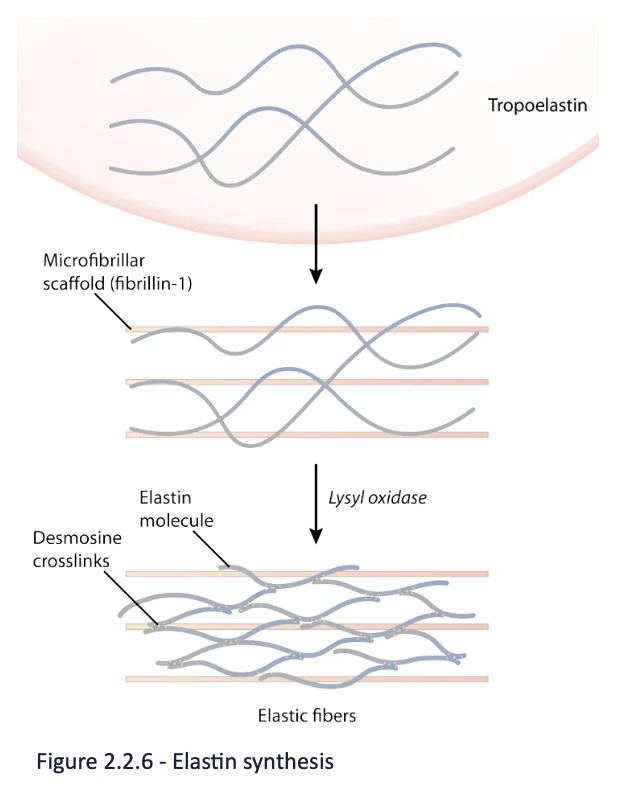 Tropoelastin
Microfibrillar
scaffold (fibrillin-1)
Elastin
molecule
Lysyl oxidase
Desmosine
crosslinks
Elastic fibers
Figure 2.2.6 - Elastin synthesis